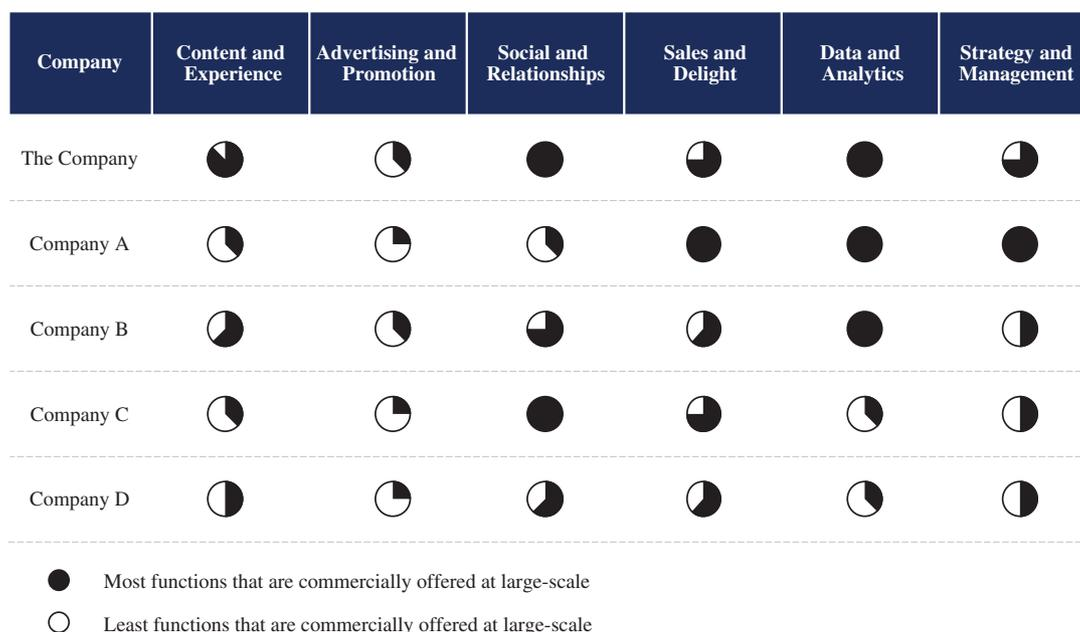 Company
Content and
Experience
Advertising and
Promotion
Social and
Relationships
Sales and
Delight
Data and
Analytics
Strategy and
Management
The Company
Company A
Company B
Company C
Company D
Most functions that are commercially offered at large-scale
Least functions that are commercially offered at large-scale